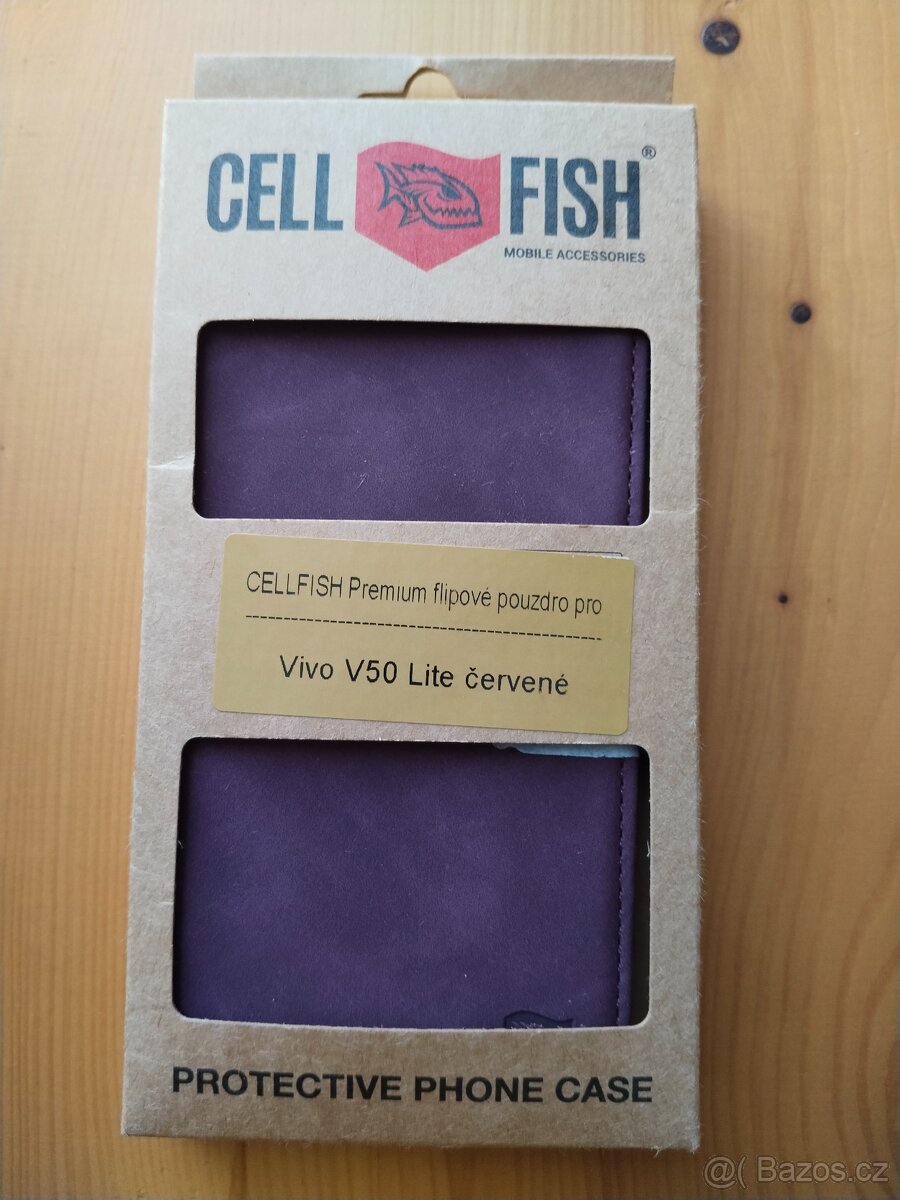 CELL FISH®
MOBILE ACCESSORIES
CELLFISH Premium flipové pouzdro pro
Vivo V50 Lite červené
PROTECTIVE PHONE CASE
@( Bazos.cz